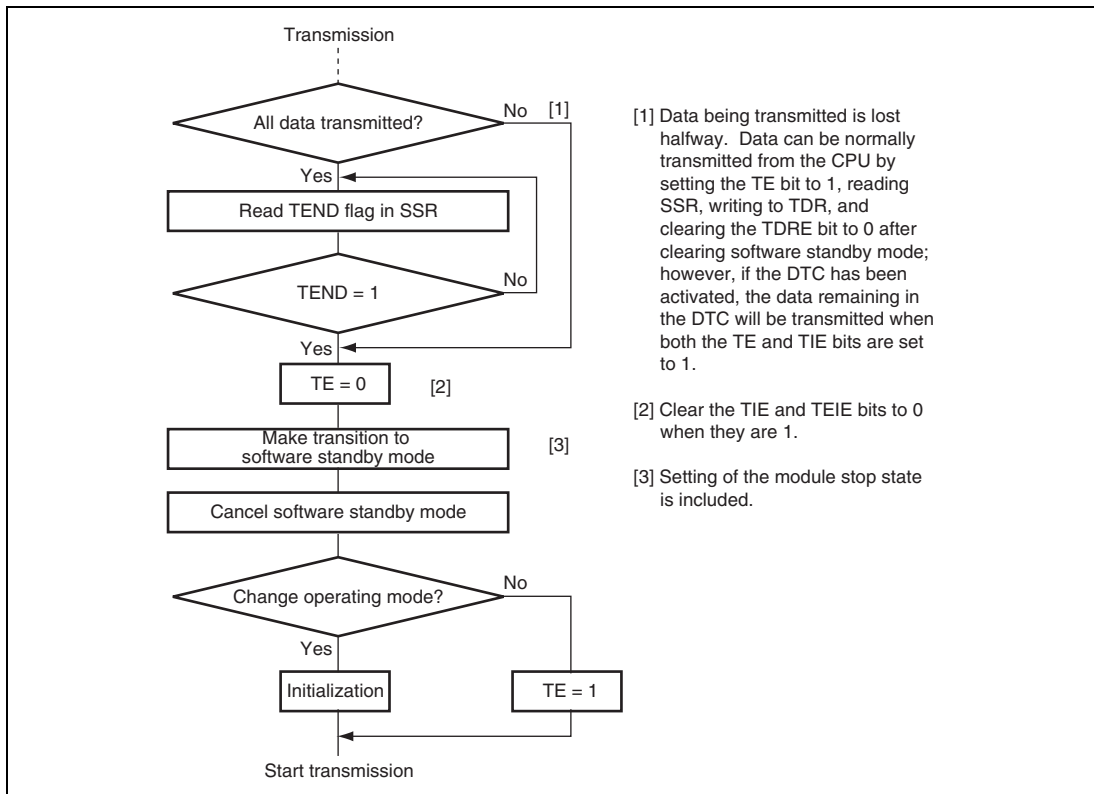 Transmission
All data transmitted?
No [1]
Yes
Read TEND flag in SSR
TEND = 1
No
Yes
TE = 0
[2]
Make transition to
software standby mode
[3]
Cancel software standby mode
Change operating mode?
No
Yes
Initialization
TE = 1
Start transmission
[1] Data being transmitted is lost
halfway. Data can be normally
transmitted from the CPU by
setting the TE bit to 1, reading
SSR, writing to TDR, and
clearing the TDRE bit to 0 after
clearing software standby mode;
however, if the DTC has been
activated, the data remaining in
the DTC will be transmitted when
both the TE and TIE bits are set
to 1.
[2] Clear the TIE and TEIE bits to 0
when they are 1.
[3] Setting of the module stop state
is included.